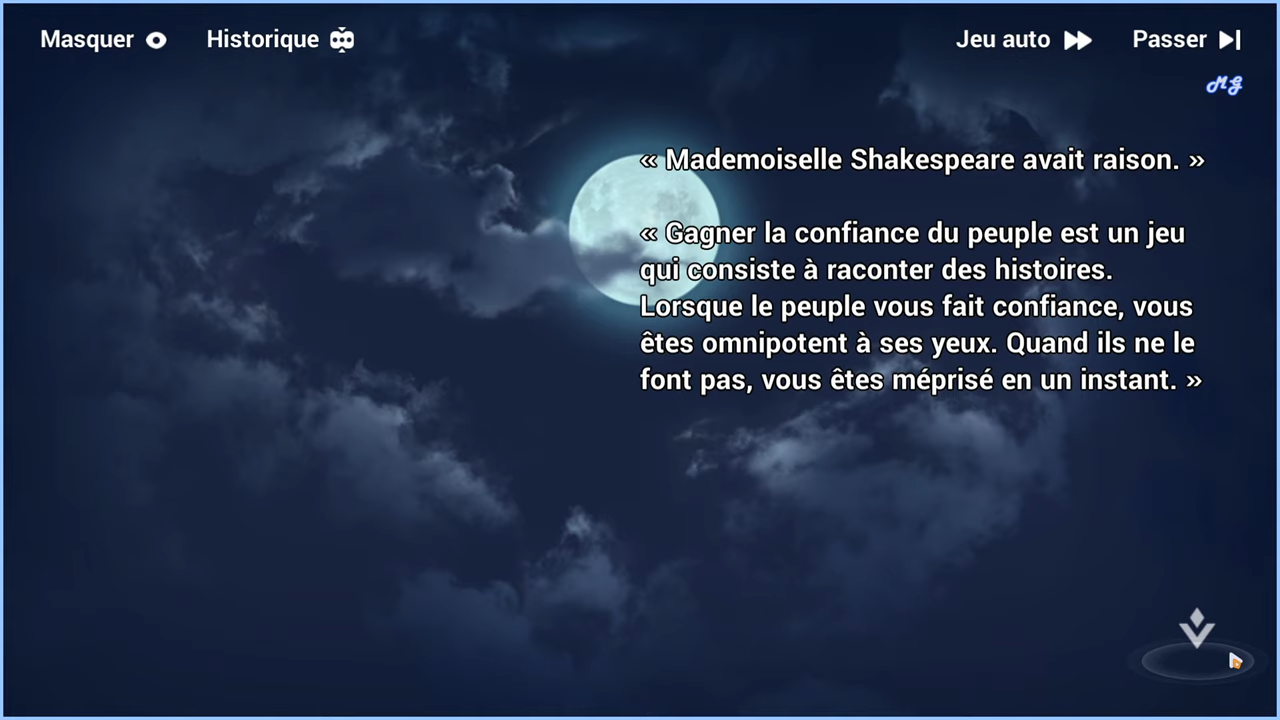 Masquer
Historique
Jeu auto
Passer
MG
« Mademoiselle Shakespeare avait raison. »
« Gagner la confiance du peuple est un jeu
qui consiste à raconter des histoires.
Lorsque le peuple vous fait confiance, vous
êtes omnipotent à ses yeux. Quand ils ne le
font pas, vous êtes méprisé en un instant. »